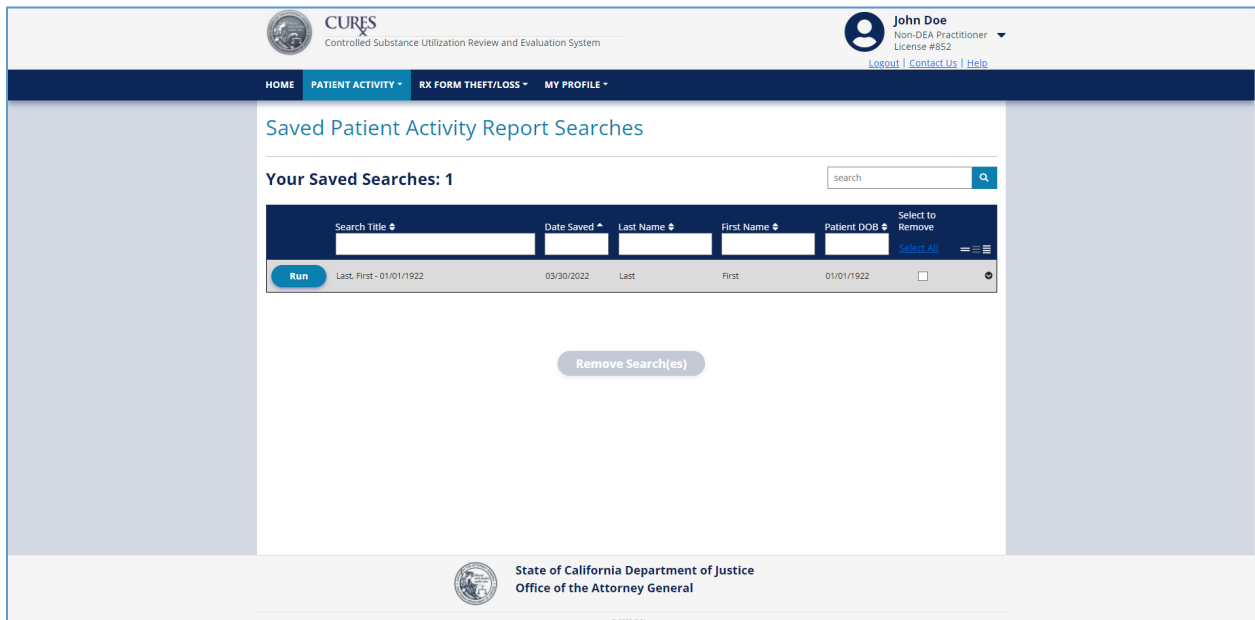 CURES
Controlled Substance Utilization Review and Evaluation System
John Doe
Non-DEA Practitioner
License #852
Logout | Contact Us | Help
HOME PATIENT ACTIVITY RX FORM THEFT/LOSS MY PROFILE
Saved Patient Activity Report Searches
Your Saved Searches: 1
search
Search Title Date Saved Last Name First Name Patient DOB Select to Remove
Select All
Run Last, First - 01/01/1922 03/30/2022 Last First 01/01/1922
Remove Search(es)
State of California Department of Justice
Office of the Attorney General